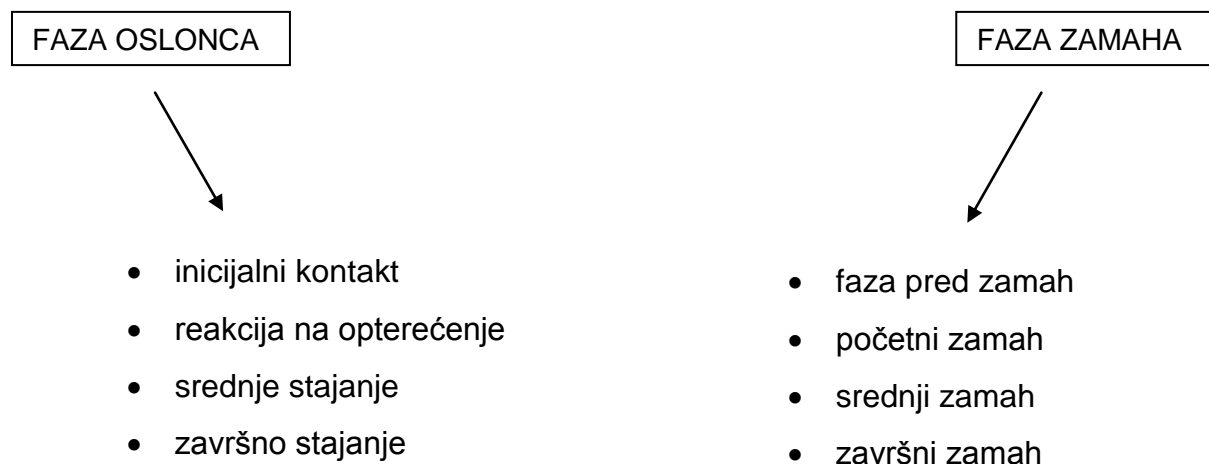 FAZA OSLONCA
FAZA ZAMAHA
• inicijalni kontakt
• reakcija na opterećenje
• srednje stajanje
• završno stajanje
• faza pred zamah
• početni zamah
• srednji zamah
• završni zamah